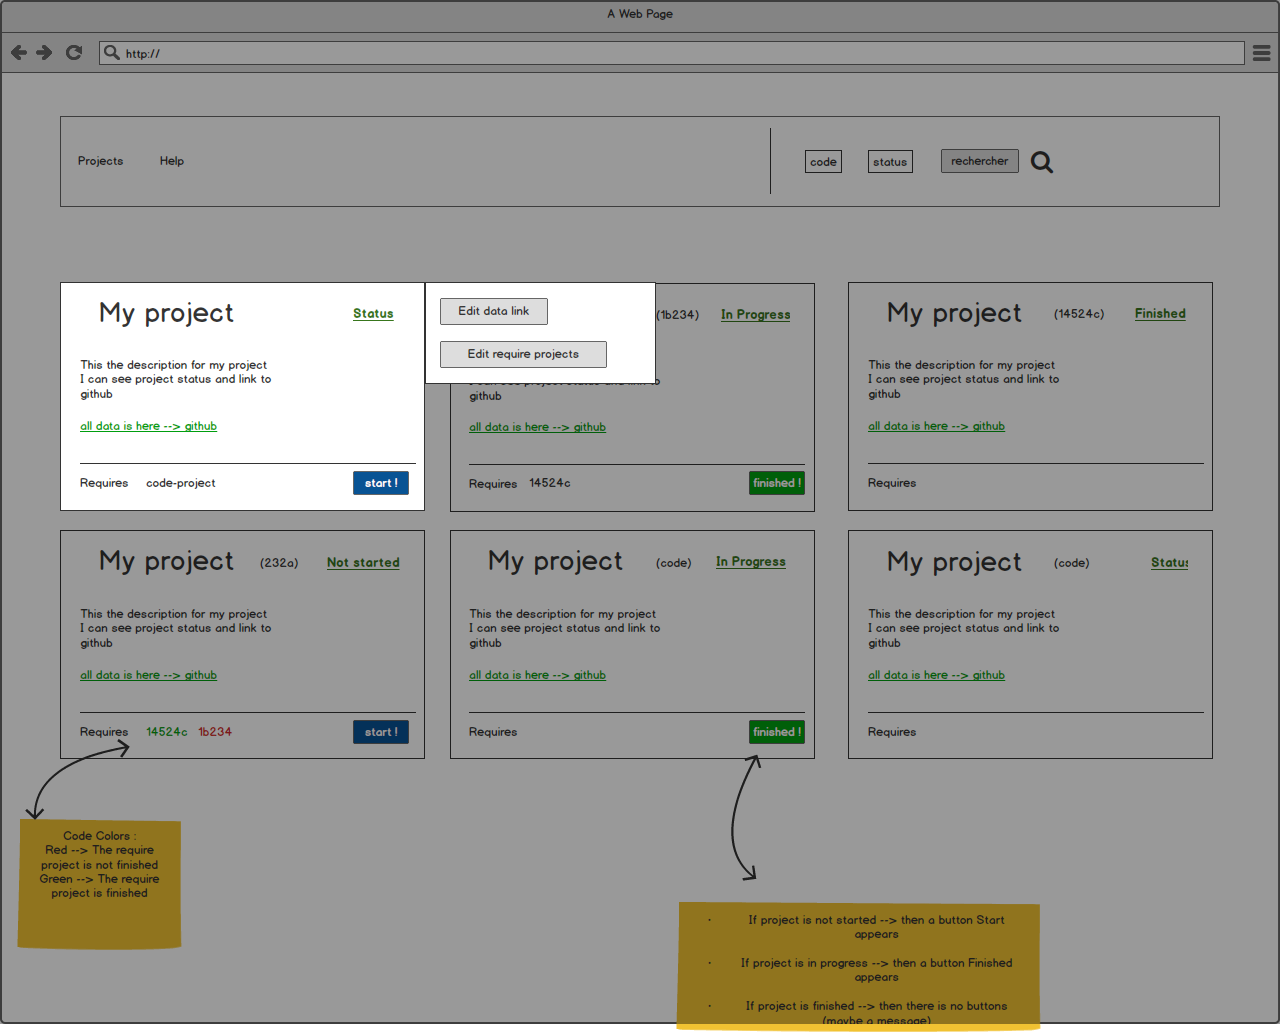 A Web Page
http://
Projects
Help
code
status
rechercher
My project
Status
This the description for my project
I can see project status and link to
github
all data is here --> github
Requires
code-project
start !
Edit data link
Edit require projects
(1b234)
In Progress
I can see project status and link to
github
all data is here --> github
Requires
14524c
finished !
My project
(14524c)
Finished
This the description for my project
I can see project status and link to
github
all data is here --> github
Requires
My project
(232a)
Not started
This the description for my project
I can see project status and link to
github
all data is here --> github
Requires
14524c
1b234
start !
My project
(code)
In Progress
This the description for my project
I can see project status and link to
github
all data is here --> github
Requires
finished !
My project
(code)
Status
This the description for my project
I can see project status and link to
github
all data is here --> github
Requires
Code Colors :
Red --> The require
project is not finished
Green --> The require
project is finished
· If project is not started --> then a button Start
appears
· If project is in progress --> then a button Finished
appears
· If project is finished --> then there is no buttons
(maybe a message)